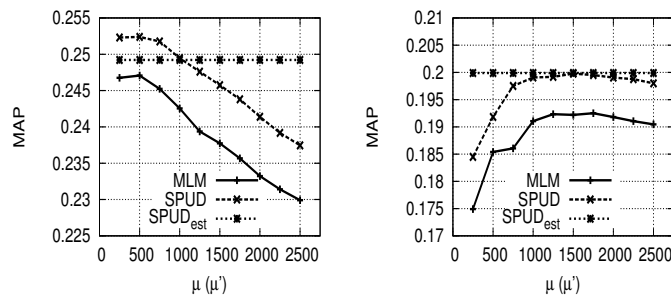 0.255
0.25
0.245
0.24
0.235
0.23
0.225
MAP
MLM
SPUD
SPUDest
0 500 1000 1500 2000 2500
μ (μ')
0.21
0.205
0.2
0.195
0.19
0.185
0.18
0.175
0.17
MAP
MLM
SPUD
SPUDest
0 500 1000 1500 2000 2500
μ (μ')